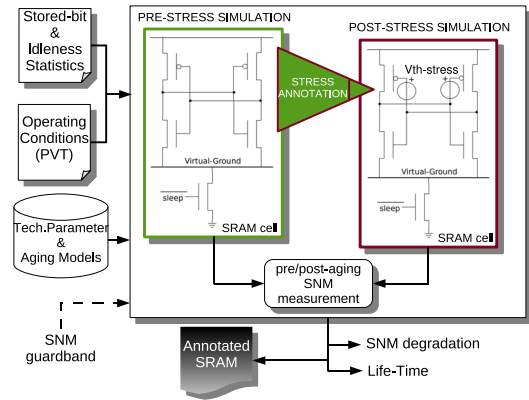 Stored-bit
&
Idleness
Statistics
Operating
Conditions
(PVT)
Tech.Parameter
&
Aging Models
SNM
guardband
PRE-STRESS SIMULATION
Virtual-Ground
sleep
SRAM cell
STRESS
ANNOTATION
POST-STRESS SIMULATION
Vth-stress
+
+
Virtual-Ground
sleep
SRAM cell
pre/post-aging
SNM
measurement
Annotated
SRAM
SNM degradation
Life-Time